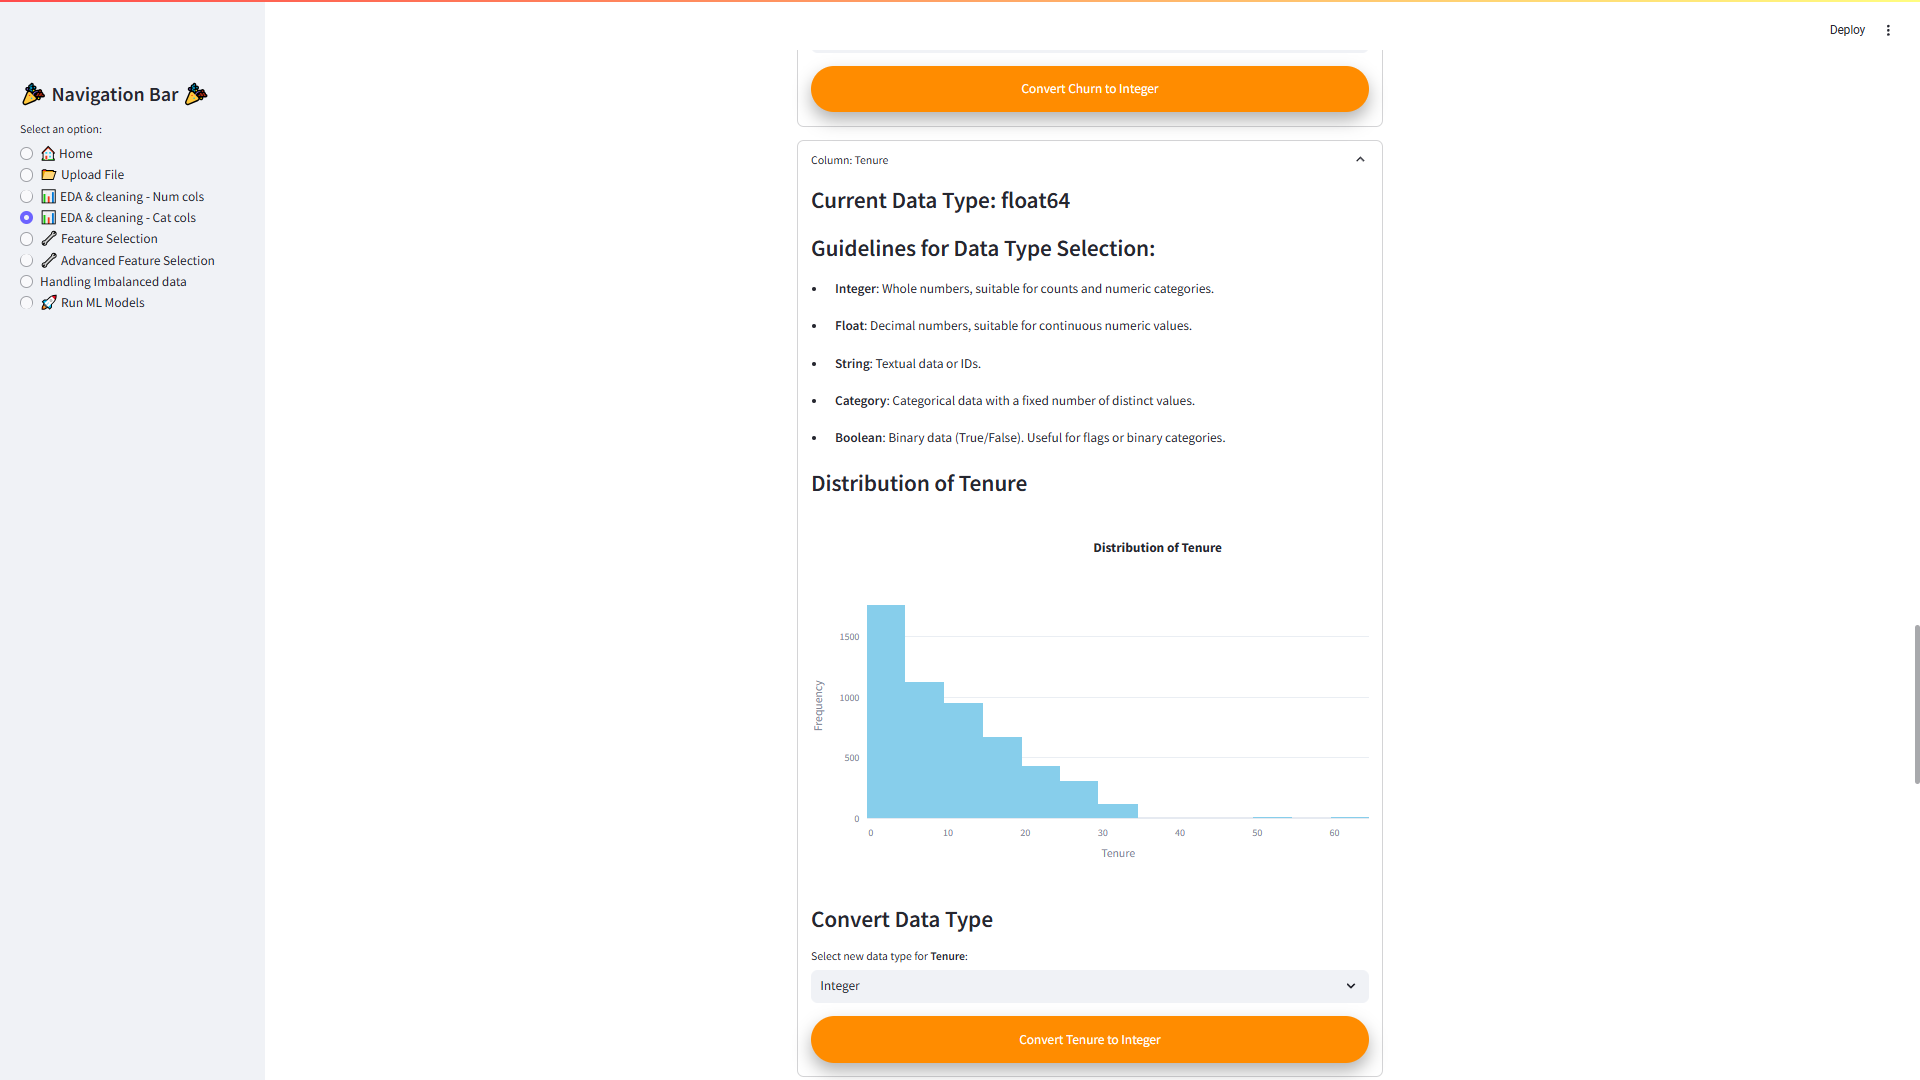 Deploy
Navigation Bar
Select an option:
Home
Upload File
EDA & cleaning - Num cols
EDA & cleaning - Cat cols
Feature Selection
Advanced Feature Selection
Handling Imbalanced data
Run ML Models
Convert Churn to Integer
Column: Tenure
Current Data Type: float64
Guidelines for Data Type Selection:
Integer: Whole numbers, suitable for counts and numeric categories.
Float: Decimal numbers, suitable for continuous numeric values.
String: Textual data or IDs.
Category: Categorical data with a fixed number of distinct values.
Boolean: Binary data (True/False). Useful for flags or binary categories.
Distribution of Tenure
Distribution of Tenure
1500
1000
500
0
Frequency
0 10 20 30 40 50 60
Tenure
Convert Data Type
Select new data type for Tenure:
Integer
Convert Tenure to Integer